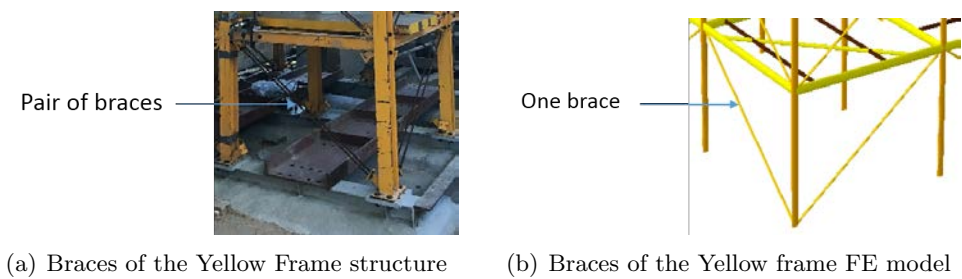 Pair of braces
One brace
(a) Braces of the Yellow Frame structure
(b) Braces of the Yellow frame FE model